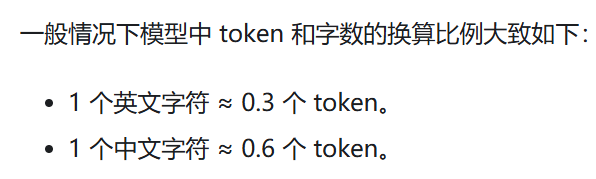 一般情况下模型中 token 和字数的换算比例大致如下：
• 1 个英文字符 ≈ 0.3 个 token。
• 1 个中文字符 ≈ 0.6 个 token。